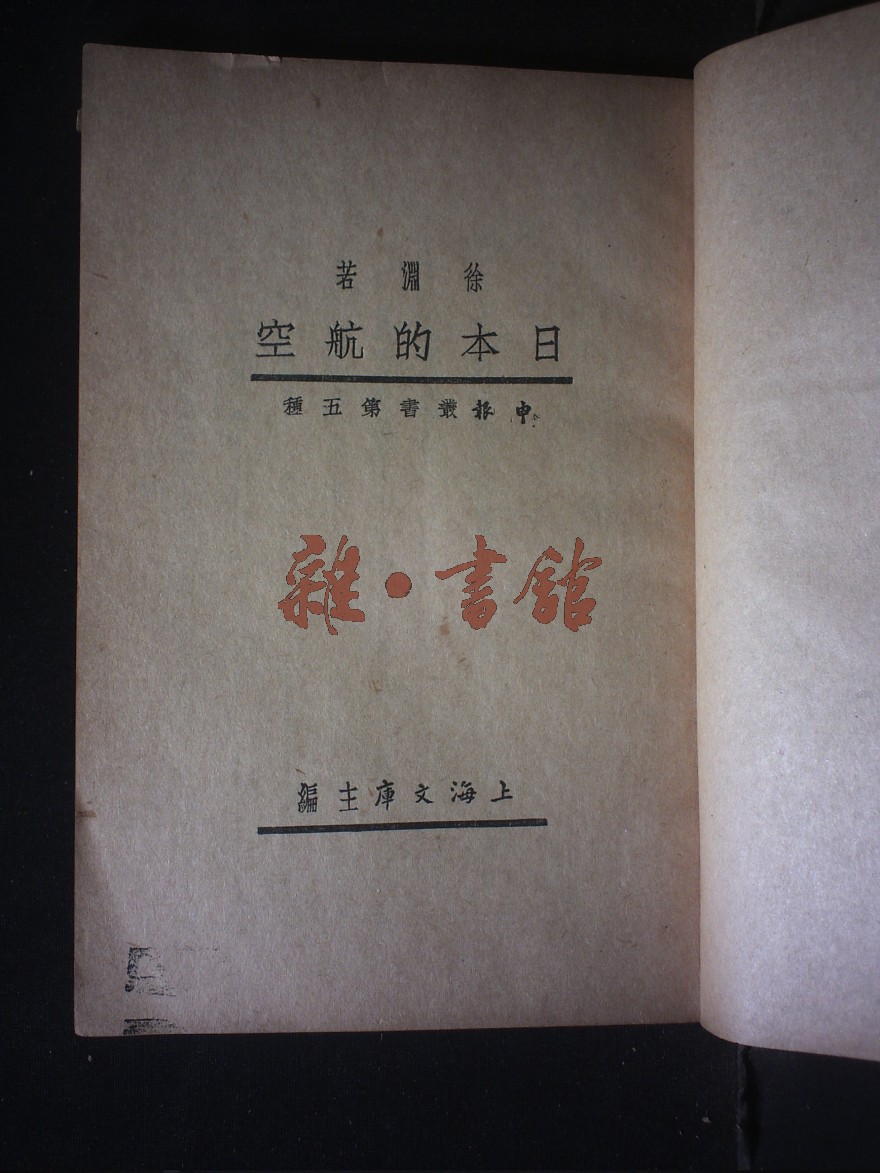 徐淵若
日本的航空
申報叢書第五種
雜·書館
上海文庫主編